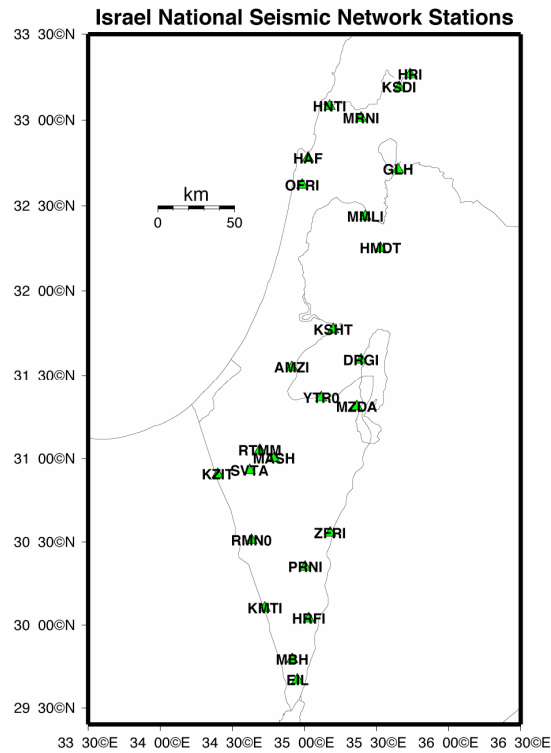 Israel National Seismic Network Stations
33 30©N
HRI
KSDI
HNTI
33 00©N
MRNI
HAF
GLH
OFRI
km
32 30©N
0 50
MMLI
HMDT
32 00©N
KSHT
DRGI
AMZI
31 30©N
YTR0
MZDA
RTMM
31 00©N
MASH
SVTA
KZIT
ZFRI
30 30©N
RMN0
PRNI
KMTI
30 00©N
HRFI
MBH
EIL
29 30©N
33 30©E 34 00©E 34 30©E 35 00©E 35 30©E 36 00©E 36 30©E